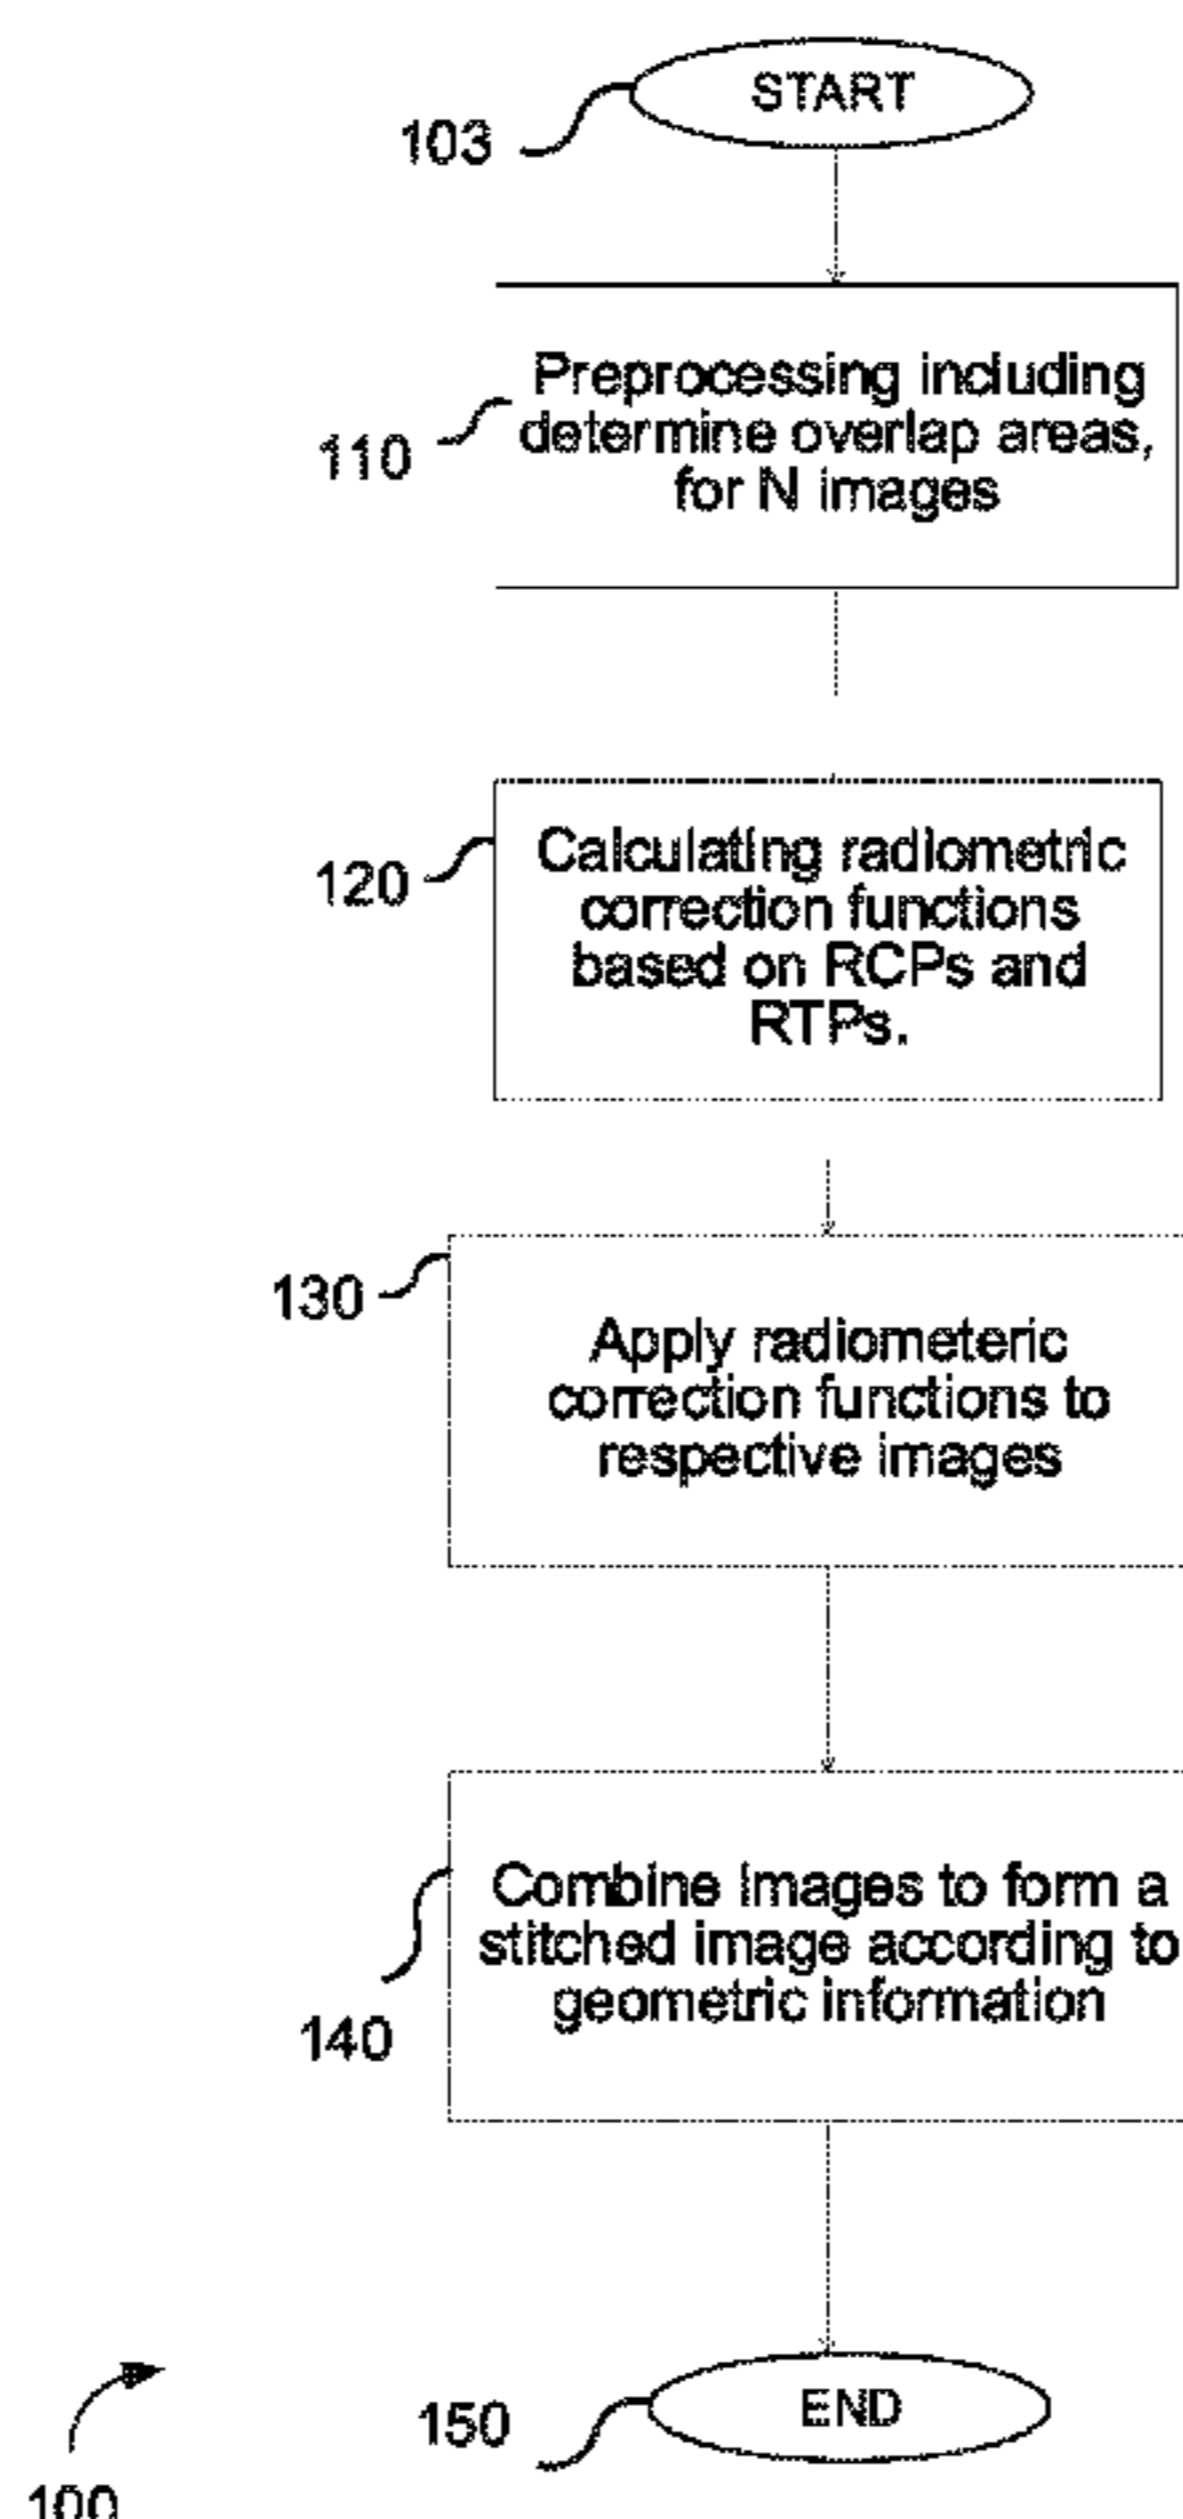 START
103
Preprocessing including
determine overlap areas,
for N images
110
Calculating radiometric
correction functions
based on RCPs and
RTPs.
120
130
Apply radiometeric
correction functions to
respective images
Combine Images to form a
stitched image according to
geometric information
140
END
150
100